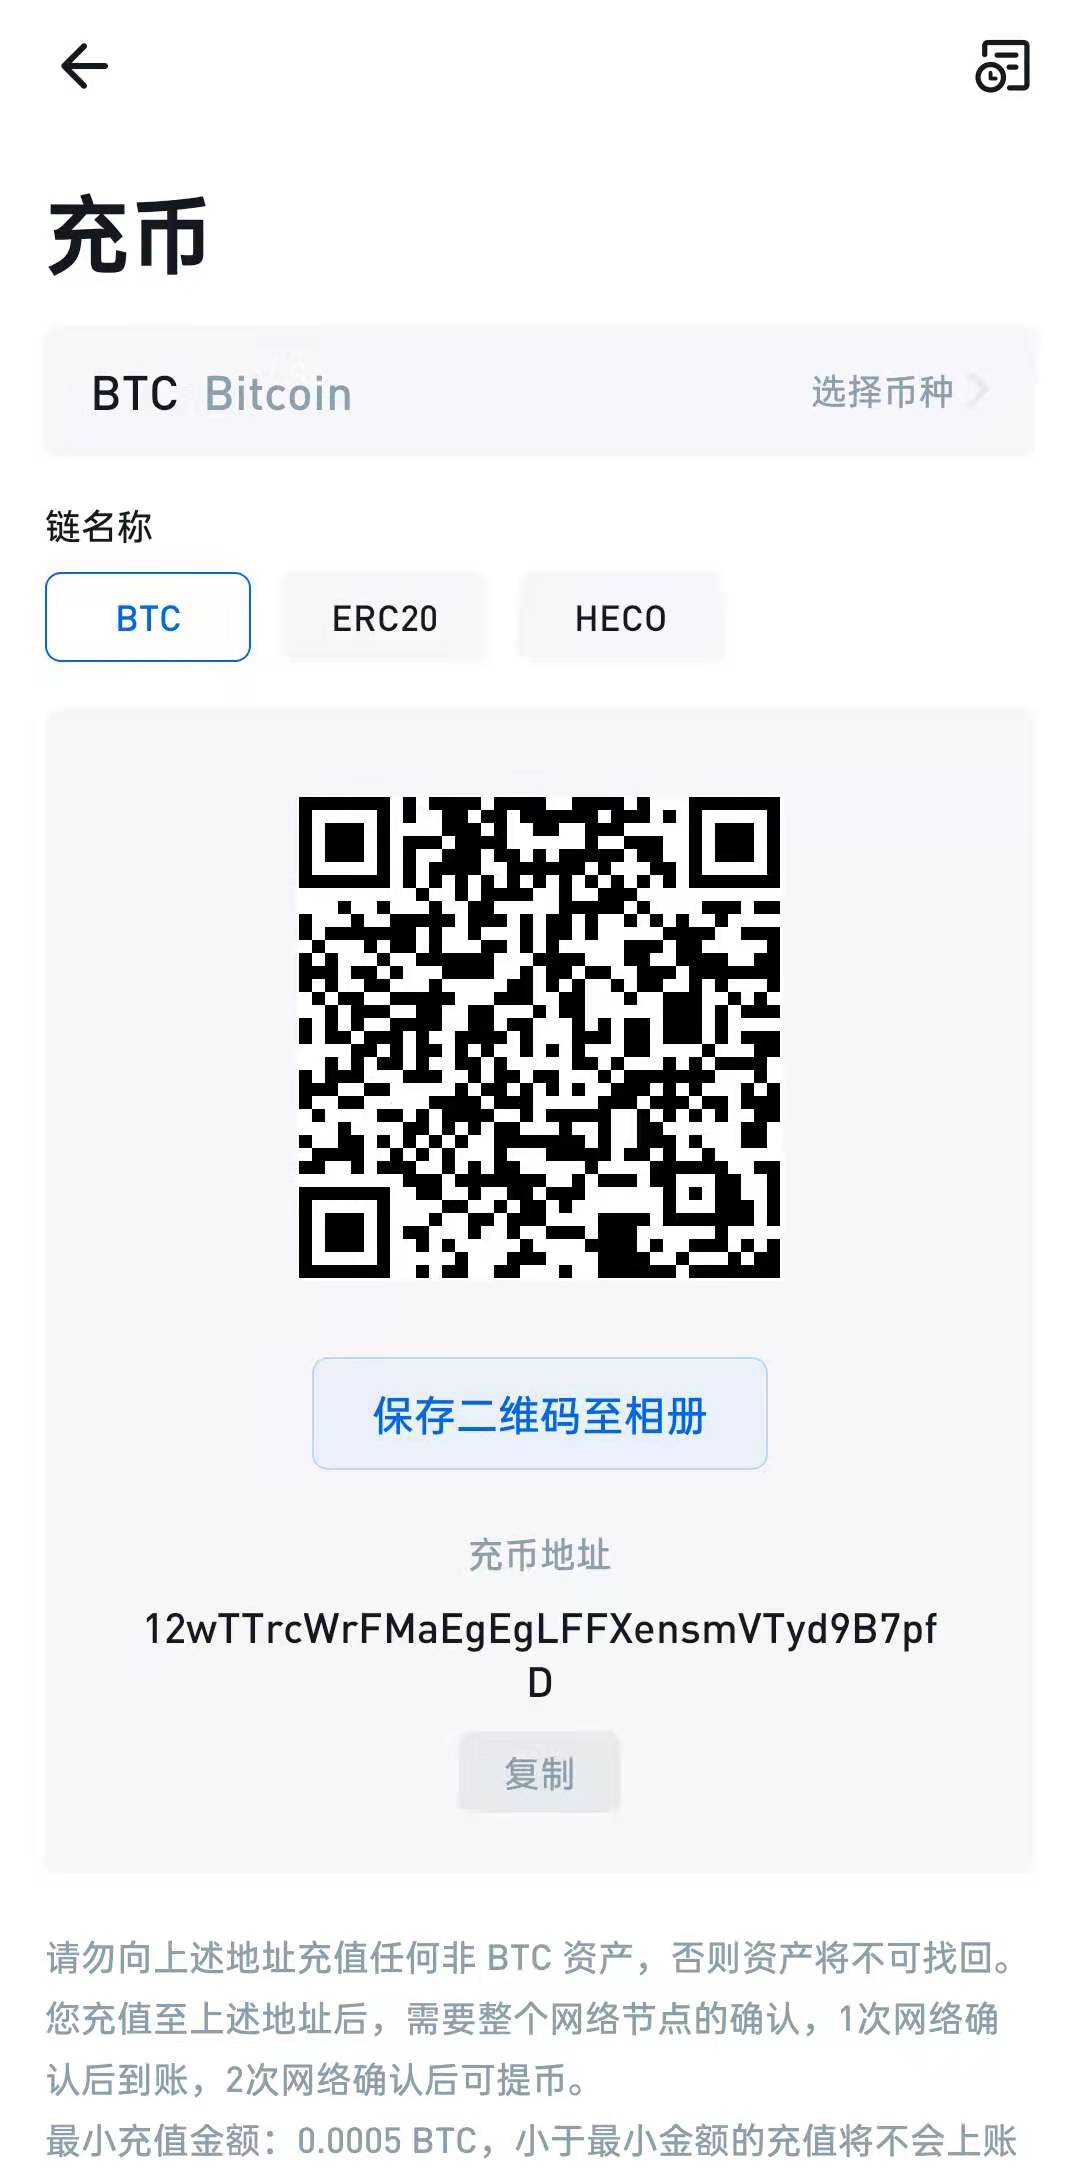 充币
BTC Bitcoin 选择币种
链名称
BTC ERC20 HECO
保存二维码至相册
充币地址
12wTTrcWrFMaEgEgLFFXensmVTyd9B7pf
D
复制
请勿向上述地址充值任何非 BTC 资产，否则资产将不可找回。
您充值至上述地址后，需要整个网络节点的确认，1次网络确
认后到账，2次网络确认后可提币。
最小充值金额：0.0005 BTC，小于最小金额的充值将不会上账